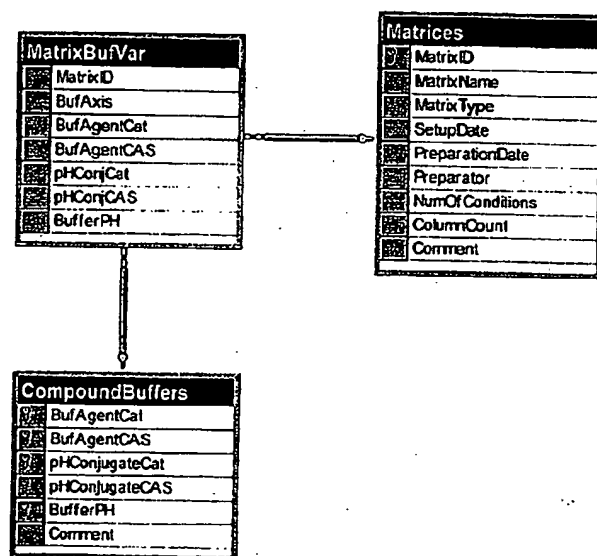 MatrixBufVar
MatrixID
BufAxis
BufAgentCat
BufAgentCAS
pHConjCat
pHConjCAS
BufferPH
Matrices
MatrixID
MatrixName
MatrixType
SetupDate
PreparationDate
Preparator
NumOfConditions
ColumnCount
Comment
CompoundBuffers
BufAgentCat
BufAgentCAS
pHConjugateCat
pHConjugateCAS
BufferPH
Comment